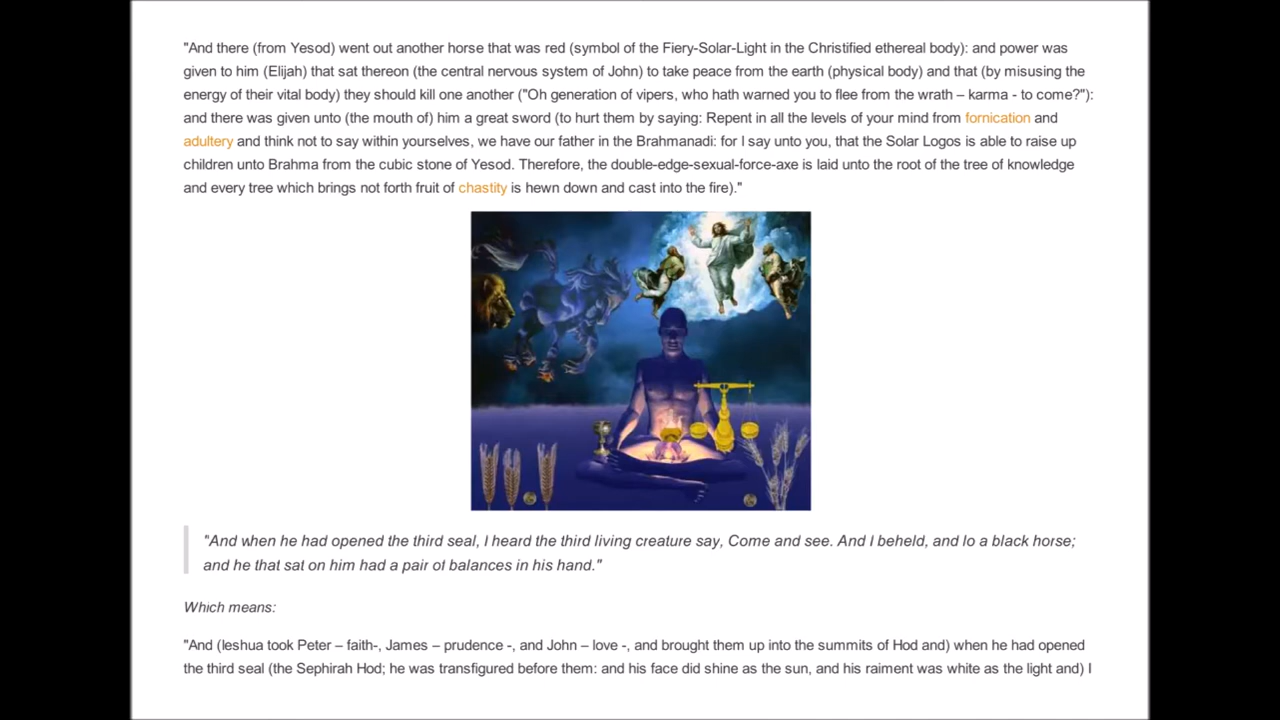 "And there (from Yesod) went out another horse that was red (symbol of the Fiery-Solar-Light in the Christified ethereal body): and power was
given to him (Elijah) that sat thereon (the central nervous system of John) to take peace from the earth (physical body) and that (by misusing the
energy of their vital body) they should kill one another ("Oh generation of vipers, who hath warned you to flee from the wrath – karma - to come?"):
and there was given unto (the mouth of) him a great sword (to hurt them by saying: Repent in all the levels of your mind from fornication and
adultery and think not to say within yourselves, we have our father in the Brahmanadi: for I say unto you, that the Solar Logos is able to raise up
children unto Brahma from the cubic stone of Yesod. Therefore, the double-edge-sexual-force-axe is laid unto the root of the tree of knowledge
and every tree which brings not forth fruit of chastity is hewn down and cast into the fire)."
"And when he had opened the third seal, I heard the third living creature say, Come and see. And I beheld, and lo a black horse;
and he that sat on him had a pair of balances in his hand."
Which means:
"And (Ieshua took Peter – faith-, James – prudence -, and John – love -, and brought them up into the summits of Hod and) when he had opened
the third seal (the Sephirah Hod; he was transfigured before them: and his face did shine as the sun, and his raiment was white as the light and) I